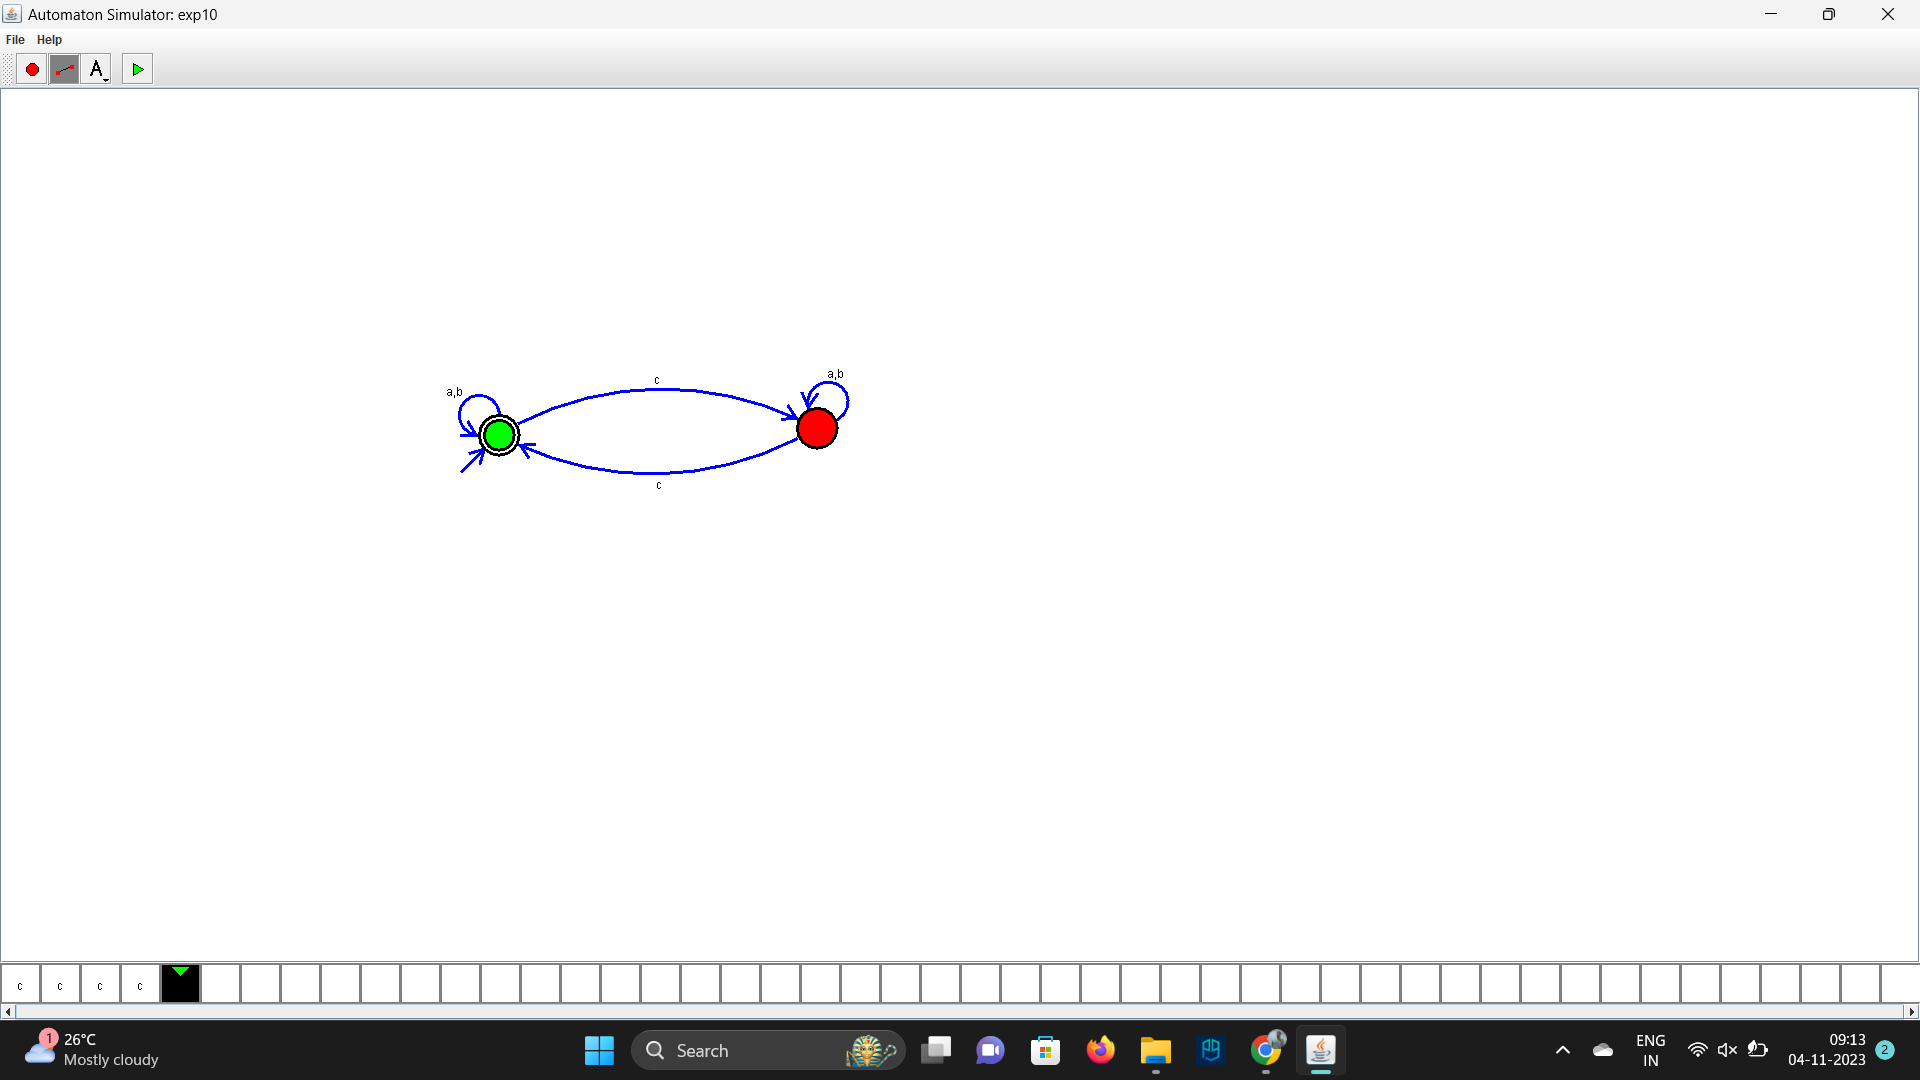 Automaton Simulator: exp10
File Help
A
c
a,b
a,b
c
c c c c
1
26°C
Mostly cloudy
Search
ENG
IN
09:13
04-11-2023
2